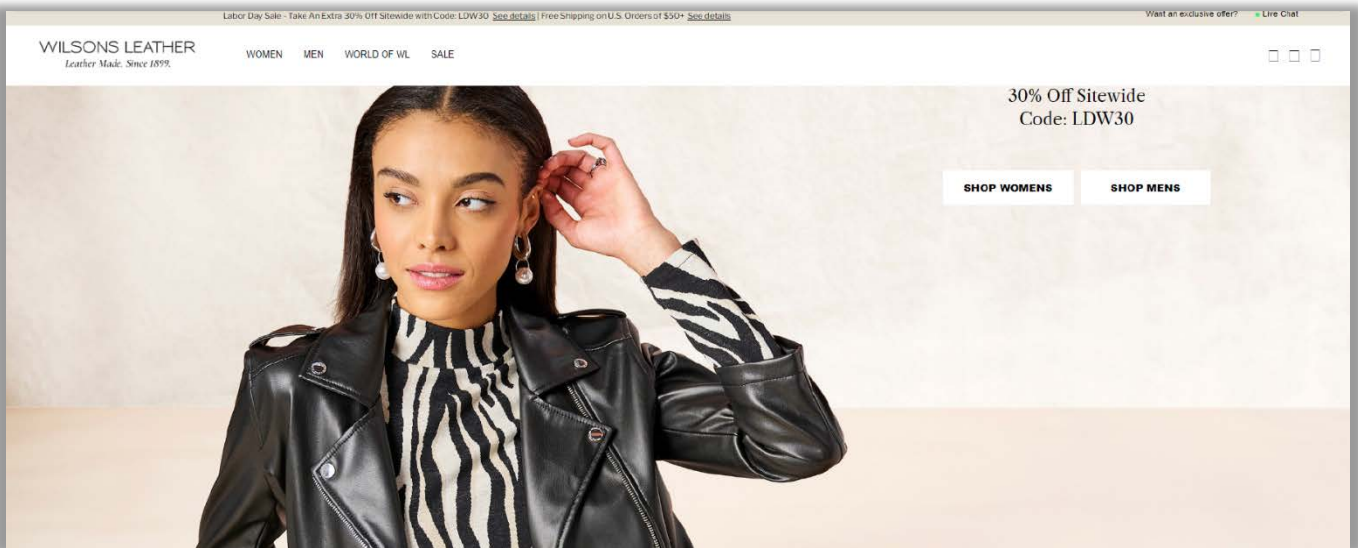 Labor Day Sale - Take An Extra 30% Off Sitewide with Code: LDW30 See details | Free Shipping on U.S. Orders of $50+ See details
Want an exclusive offer?
Live Chat
WILSONS LEATHER
Leather Made. Since 1899.
WOMEN MEN WORLD OF WL SALE
30% Off Sitewide
Code: LDW30
SHOP WOMENS SHOP MENS